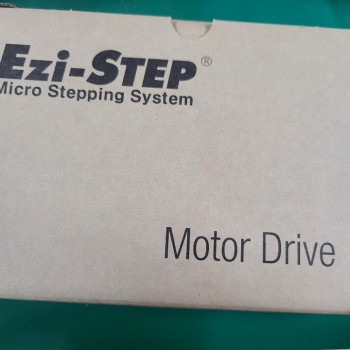 Ezi-STEP®
Micro Stepping System
Motor Drive